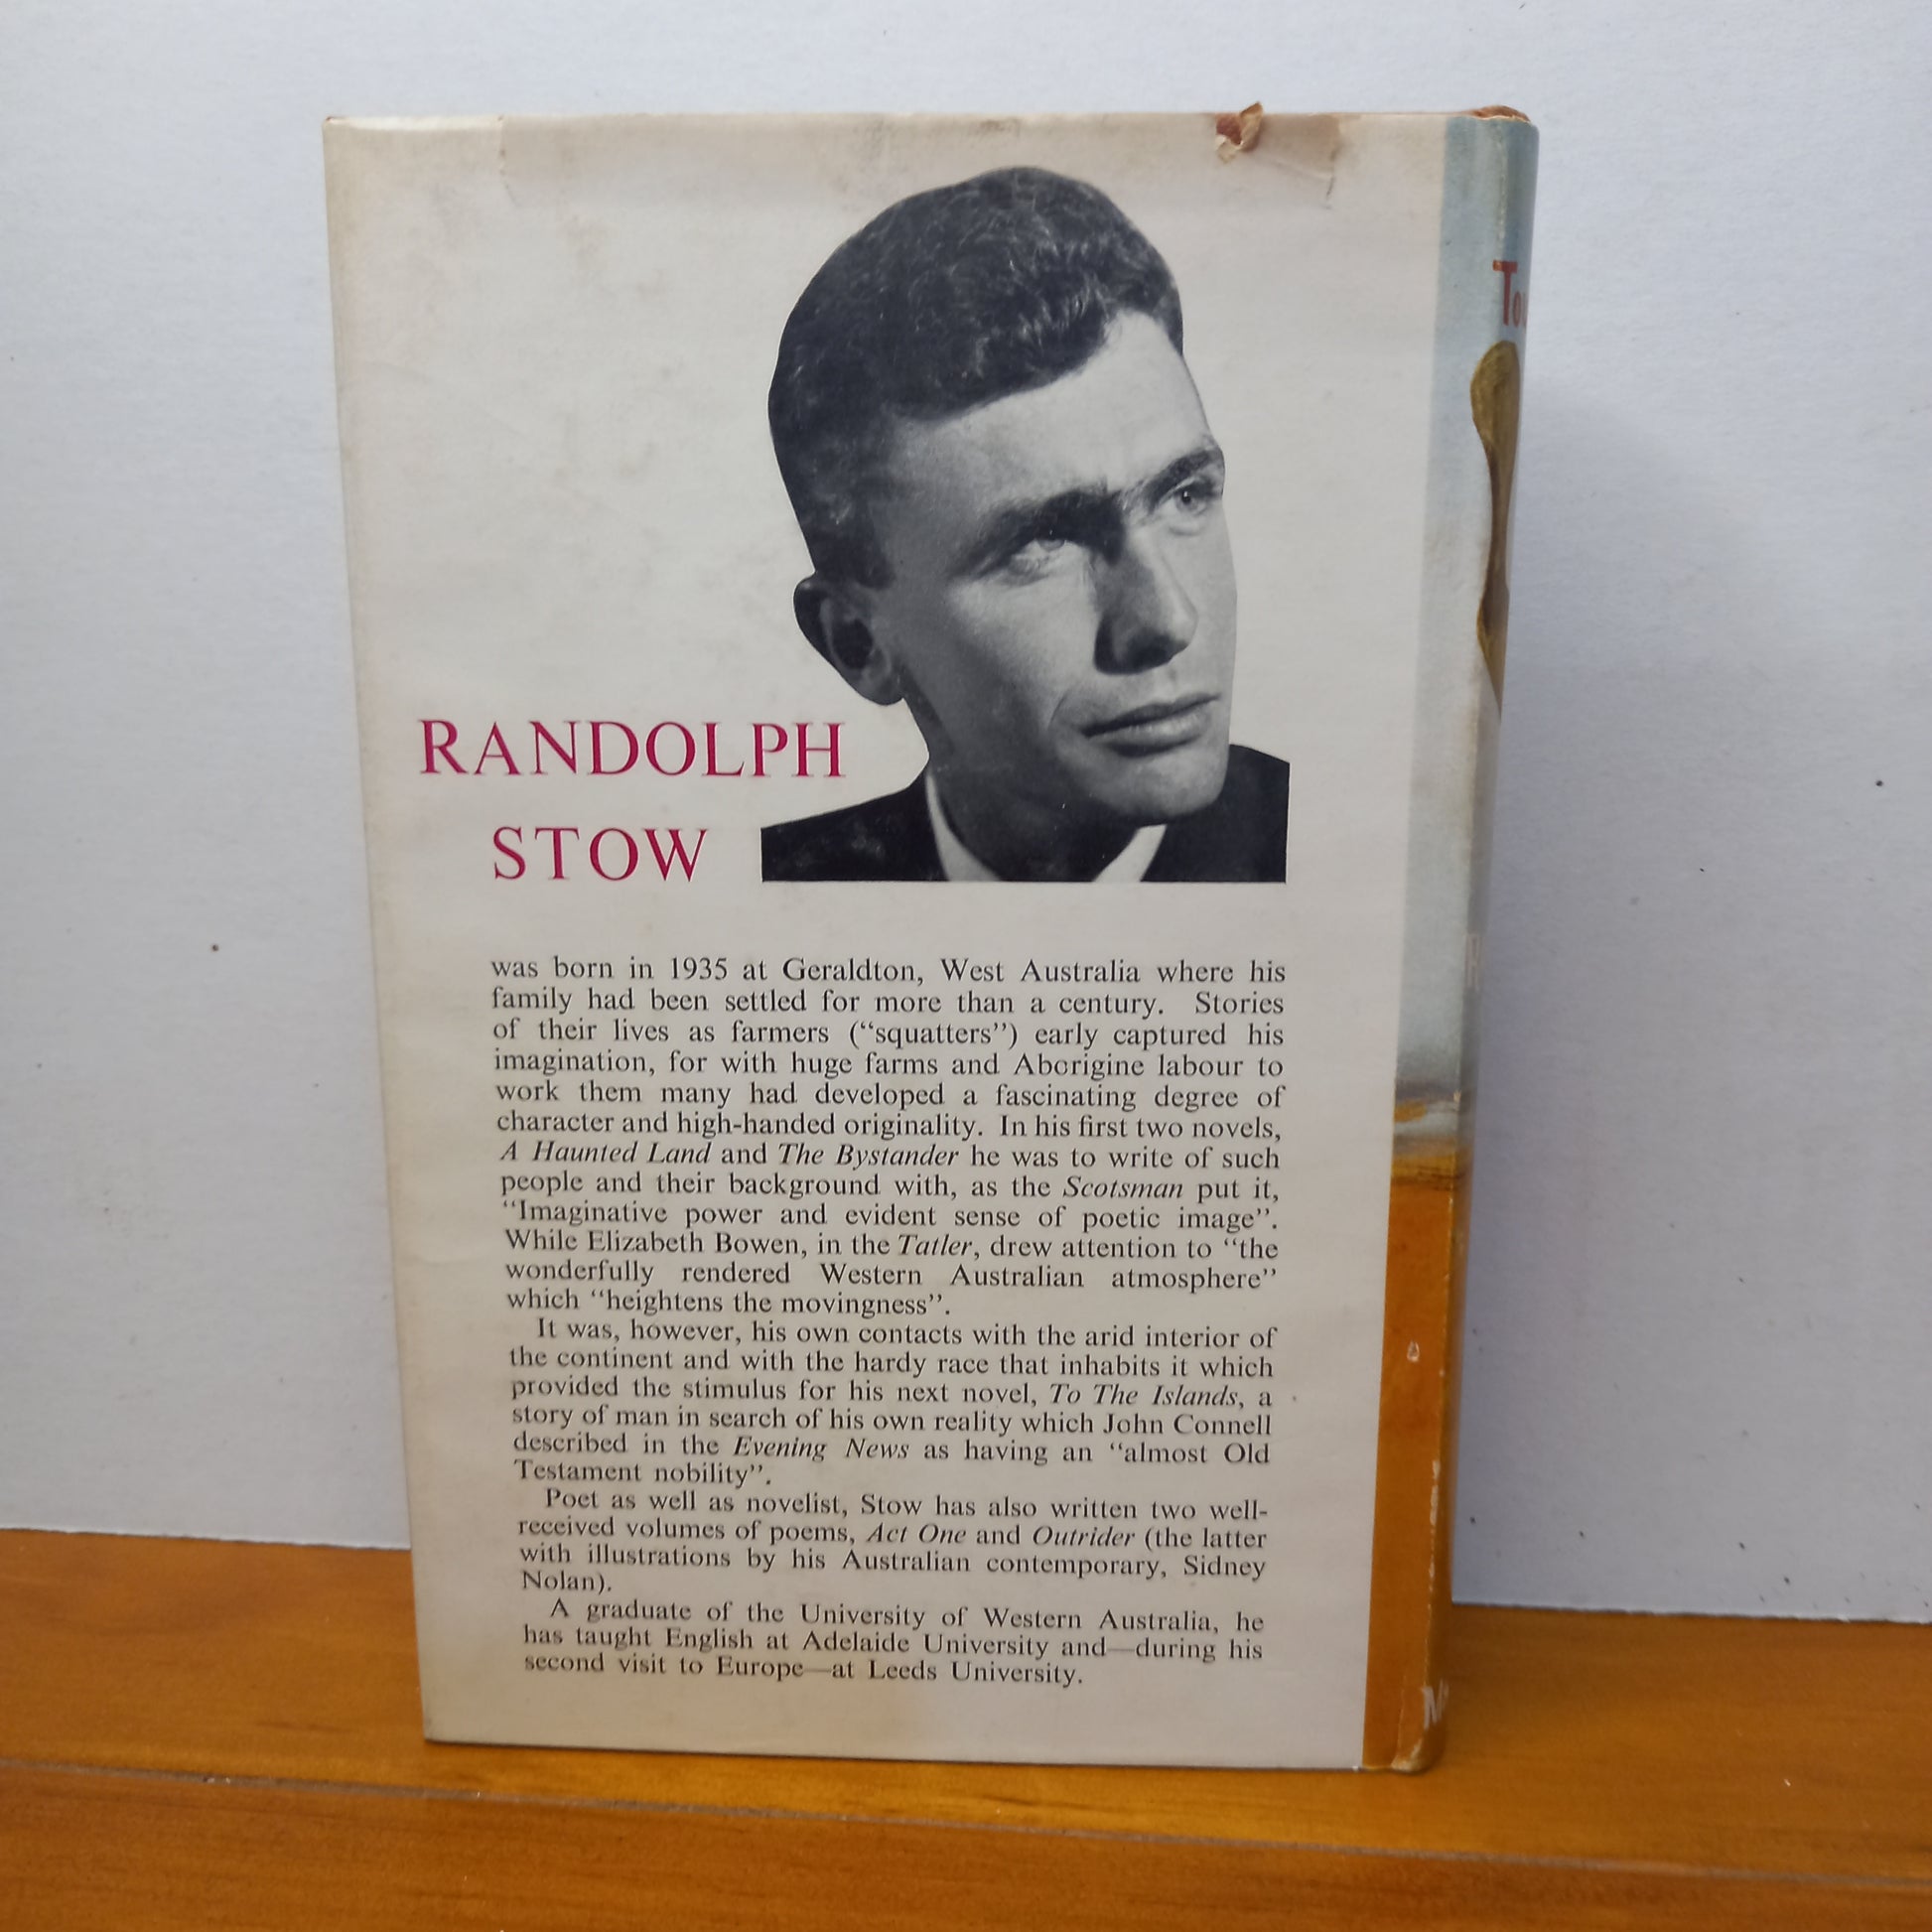 RANDOLPH
STOW
was born in 1935 at Geraldton, West Australia where his
family had been settled for more than a century. Stories
of their lives as farmers (“squatters”) early captured his
imagination, for with huge farms and Aborigine labour to
work them many had developed a fascinating degree of
character and high-handed originality. In his first two novels,
A Haunted Land and The Bystander he was to write of such
people and their background with, as the Scotsman put it,
“Imaginative power and evident sense of poetic image”.
While Elizabeth Bowen, in the Tatler, drew attention to “the
wonderfully rendered Western Australian atmosphere”
which “heightens the movingness”.
It was, however, his own contacts with the arid interior of
the continent and with the hardy race that inhabits it which
provided the stimulus for his next novel, To The Islands, a
story of man in search of his own reality which John Connell
described in the Evening News as having an “almost Old
Testament nobility”.
Poet as well as novelist, Stow has also written two well-
received volumes of poems, Act One and Outrider (the latter
with illustrations by his Australian contemporary, Sidney
Nolan).
A graduate of the University of Western Australia, he
has taught English at Adelaide University and—during his
second visit to Europe—at Leeds University.